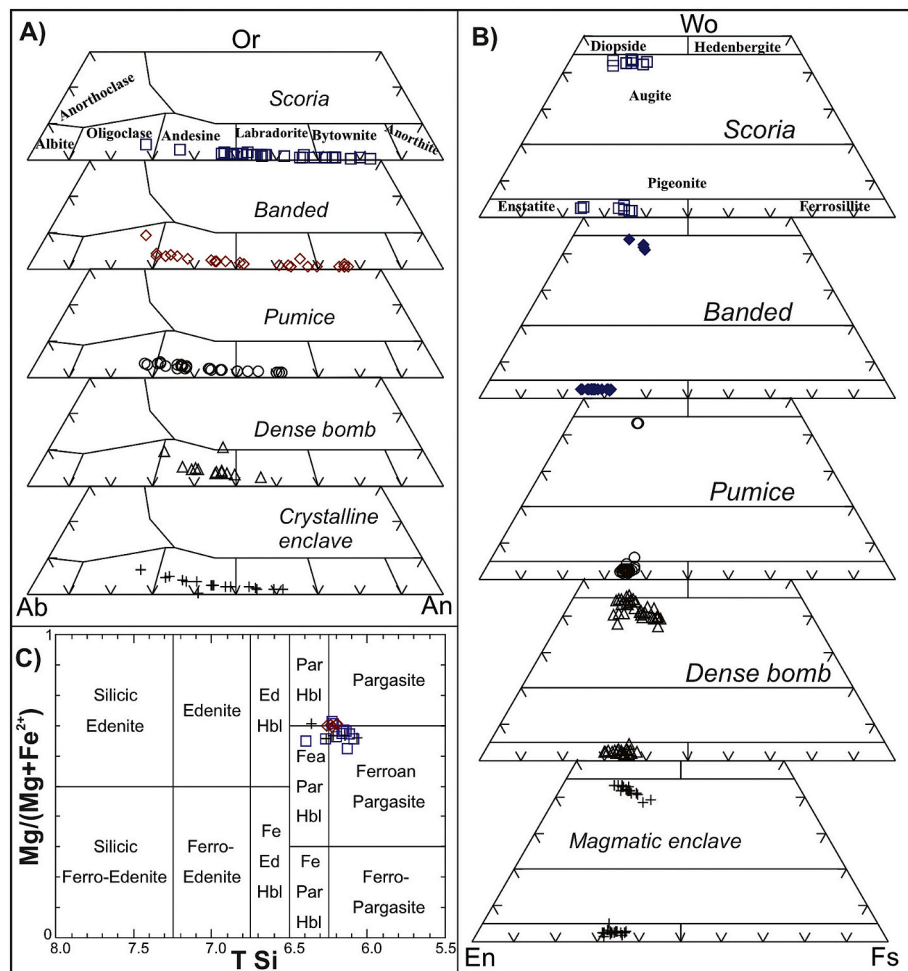 A)
Or
Anorthoclase
Scoria
Albite
Oligoclase
Andesine
Labradorite
Bytownite
Anorthite
Banded
Pumice
Dense bomb
Crystalline
enclave
Ab
An
B)
Wo
Diopside
Hedenbergite
Augite
Scoria
Pigeonite
Enstatite
Ferrosillite
Banded
Pumice
Dense bomb
Magmatic enclave
En
Fs
C)
Mg/(Mg+Fe²⁺)
1
0
Silicic
Edenite
Edenite
Ed
Hbl
Par
Hbl
Pargasite
Fea
Par
Hbl
Ferroan
Pargasite
Silicic
Ferro-Edenite
Ferro-
Edenite
Fe
Ed
Hbl
Fe
Par
Hbl
Ferro-
Pargasite
8.0
7.0
6.5
6.0
5.5
T Si